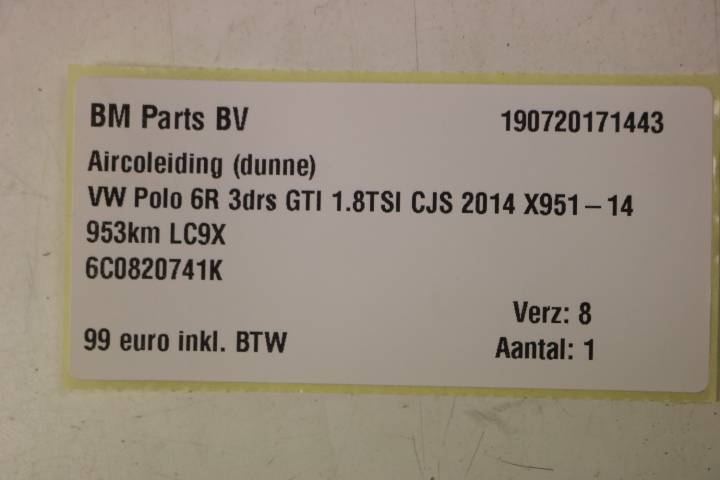 BM Parts BV 190720171443
Aircoleiding (dunne)
VW Polo 6R 3drs GTI 1.8TSI CJS 2014 X951-14
953km LC9X
6C0820741K
Verz: 8
99 euro inkl. BTW Aantal: 1